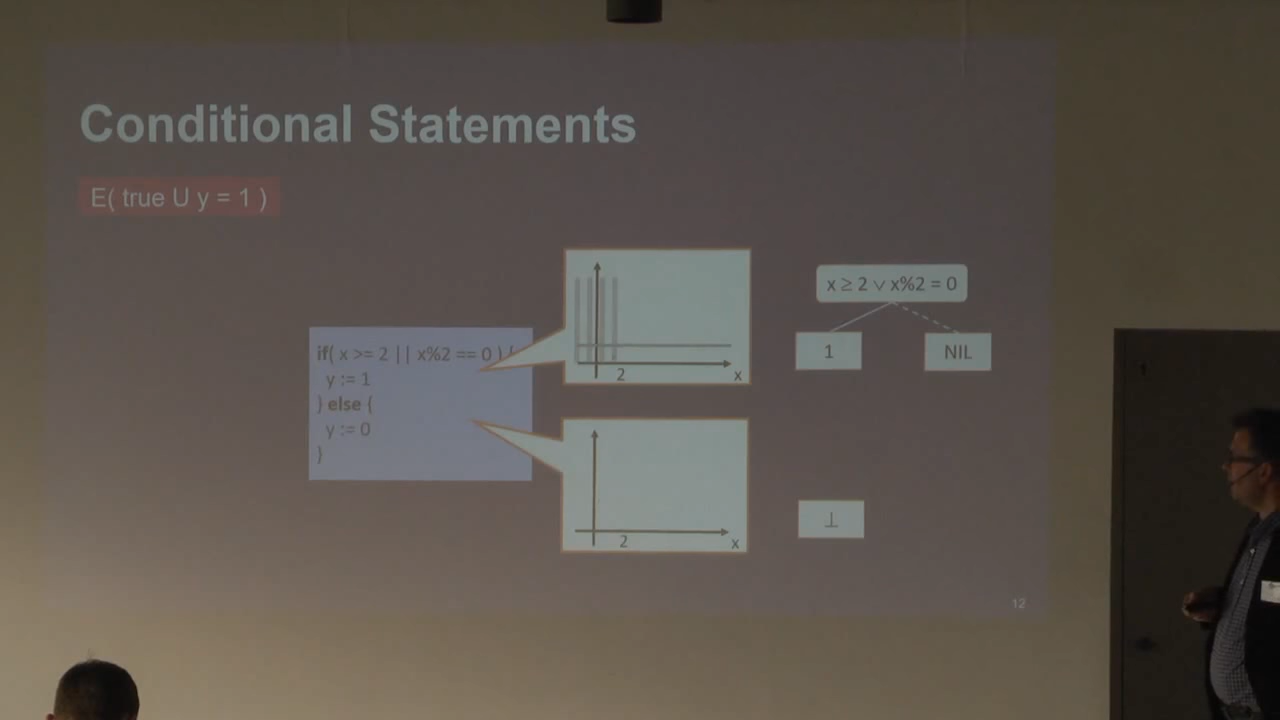 Conditional Statements
E( true U y = 1 )
if( x >= 2 || x%2 == 0 ) {
y := 1
} else {
y := 0
}
2
x
x ≥ 2 ∨ x%2 = 0
1
NIL
2
x
⊥
12